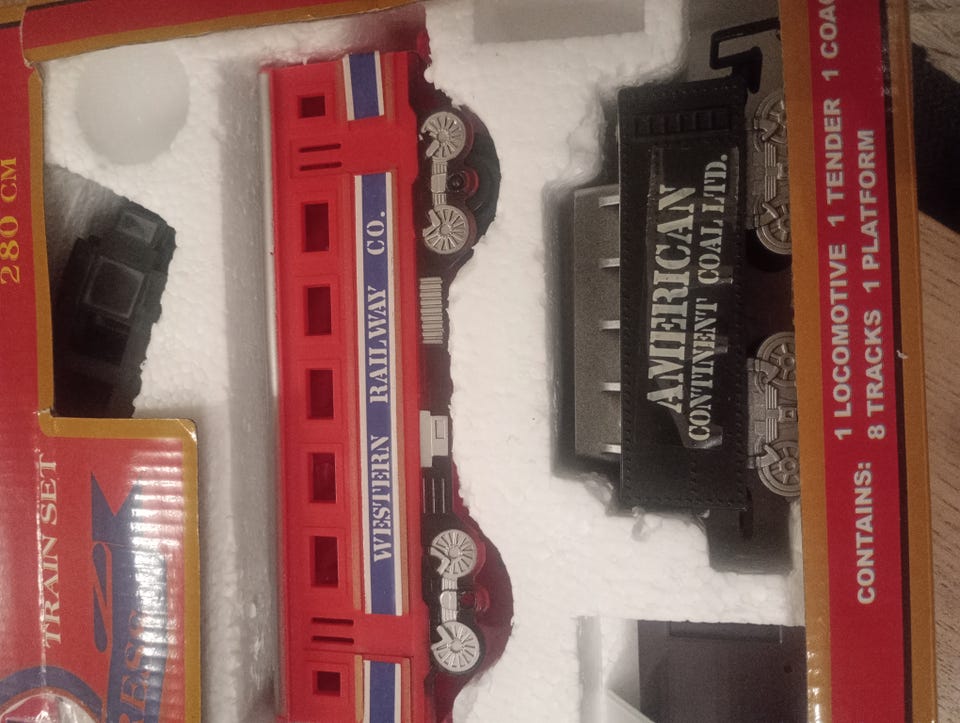 280 CM
TRAIN SET
WESTERN RAILWAY CO.
AMERICAN
CONTINENT COAL LTD.
CONTAINS: 1 LOCOMOTIVE 1 TENDER 1
8 TRACKS 1 PLATFORM